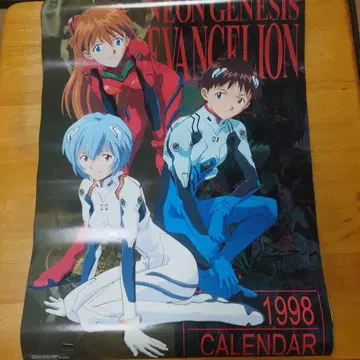 NEON GENESIS
EVANGELION
1998
CALENDAR